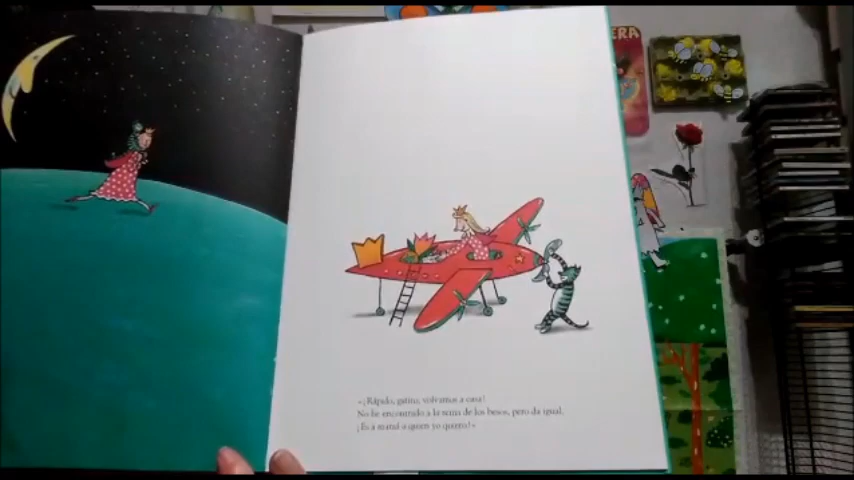 ERA
«¡Rápido, gatito, volvamos a casa!
No he encontrado a la reina de los besos, pero da igual.
¡Es a mamá a quien yo quiero!»